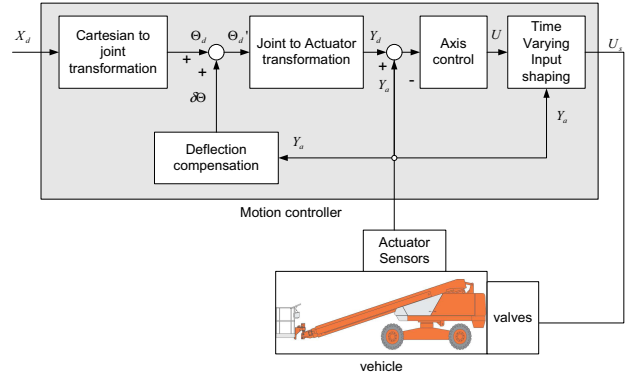 X_d
Cartesian to
joint
transformation
Θ_d
+
+
Θ_d'
δΘ
Joint to Actuator
transformation
Y_d
+
Y_a
-
Axis
control
U
Time
Varying
Input
shaping
U_s
Y_a
Deflection
compensation
Y_a
Motion controller
Actuator
Sensors
valves
vehicle